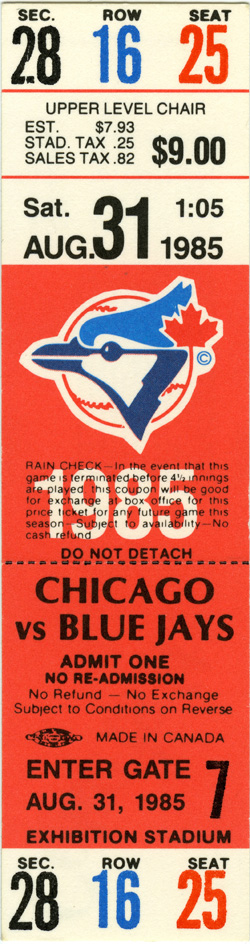 SEC. ROW SEAT
28 16 25
UPPER LEVEL CHAIR
EST. $7.93
STAD. TAX .25
SALES TAX .82 $9.00
Sat. 31 1:05
AUG. 1985
©
1985
RAIN CHECK—In the event that this
game is terminated before 4½ innings
are played this coupon will be good
for exchange at box office for this
price ticket for any future game this
season—Subject to availability—No
cash refund
DO NOT DETACH
CHICAGO
vs BLUE JAYS
ADMIT ONE
NO RE-ADMISSION
No Refund — No Exchange
Subject to Conditions on Reverse
MADE IN CANADA
ENTER GATE 7
AUG. 31, 1985
EXHIBITION STADIUM
SEC. ROW SEAT
28 16 25